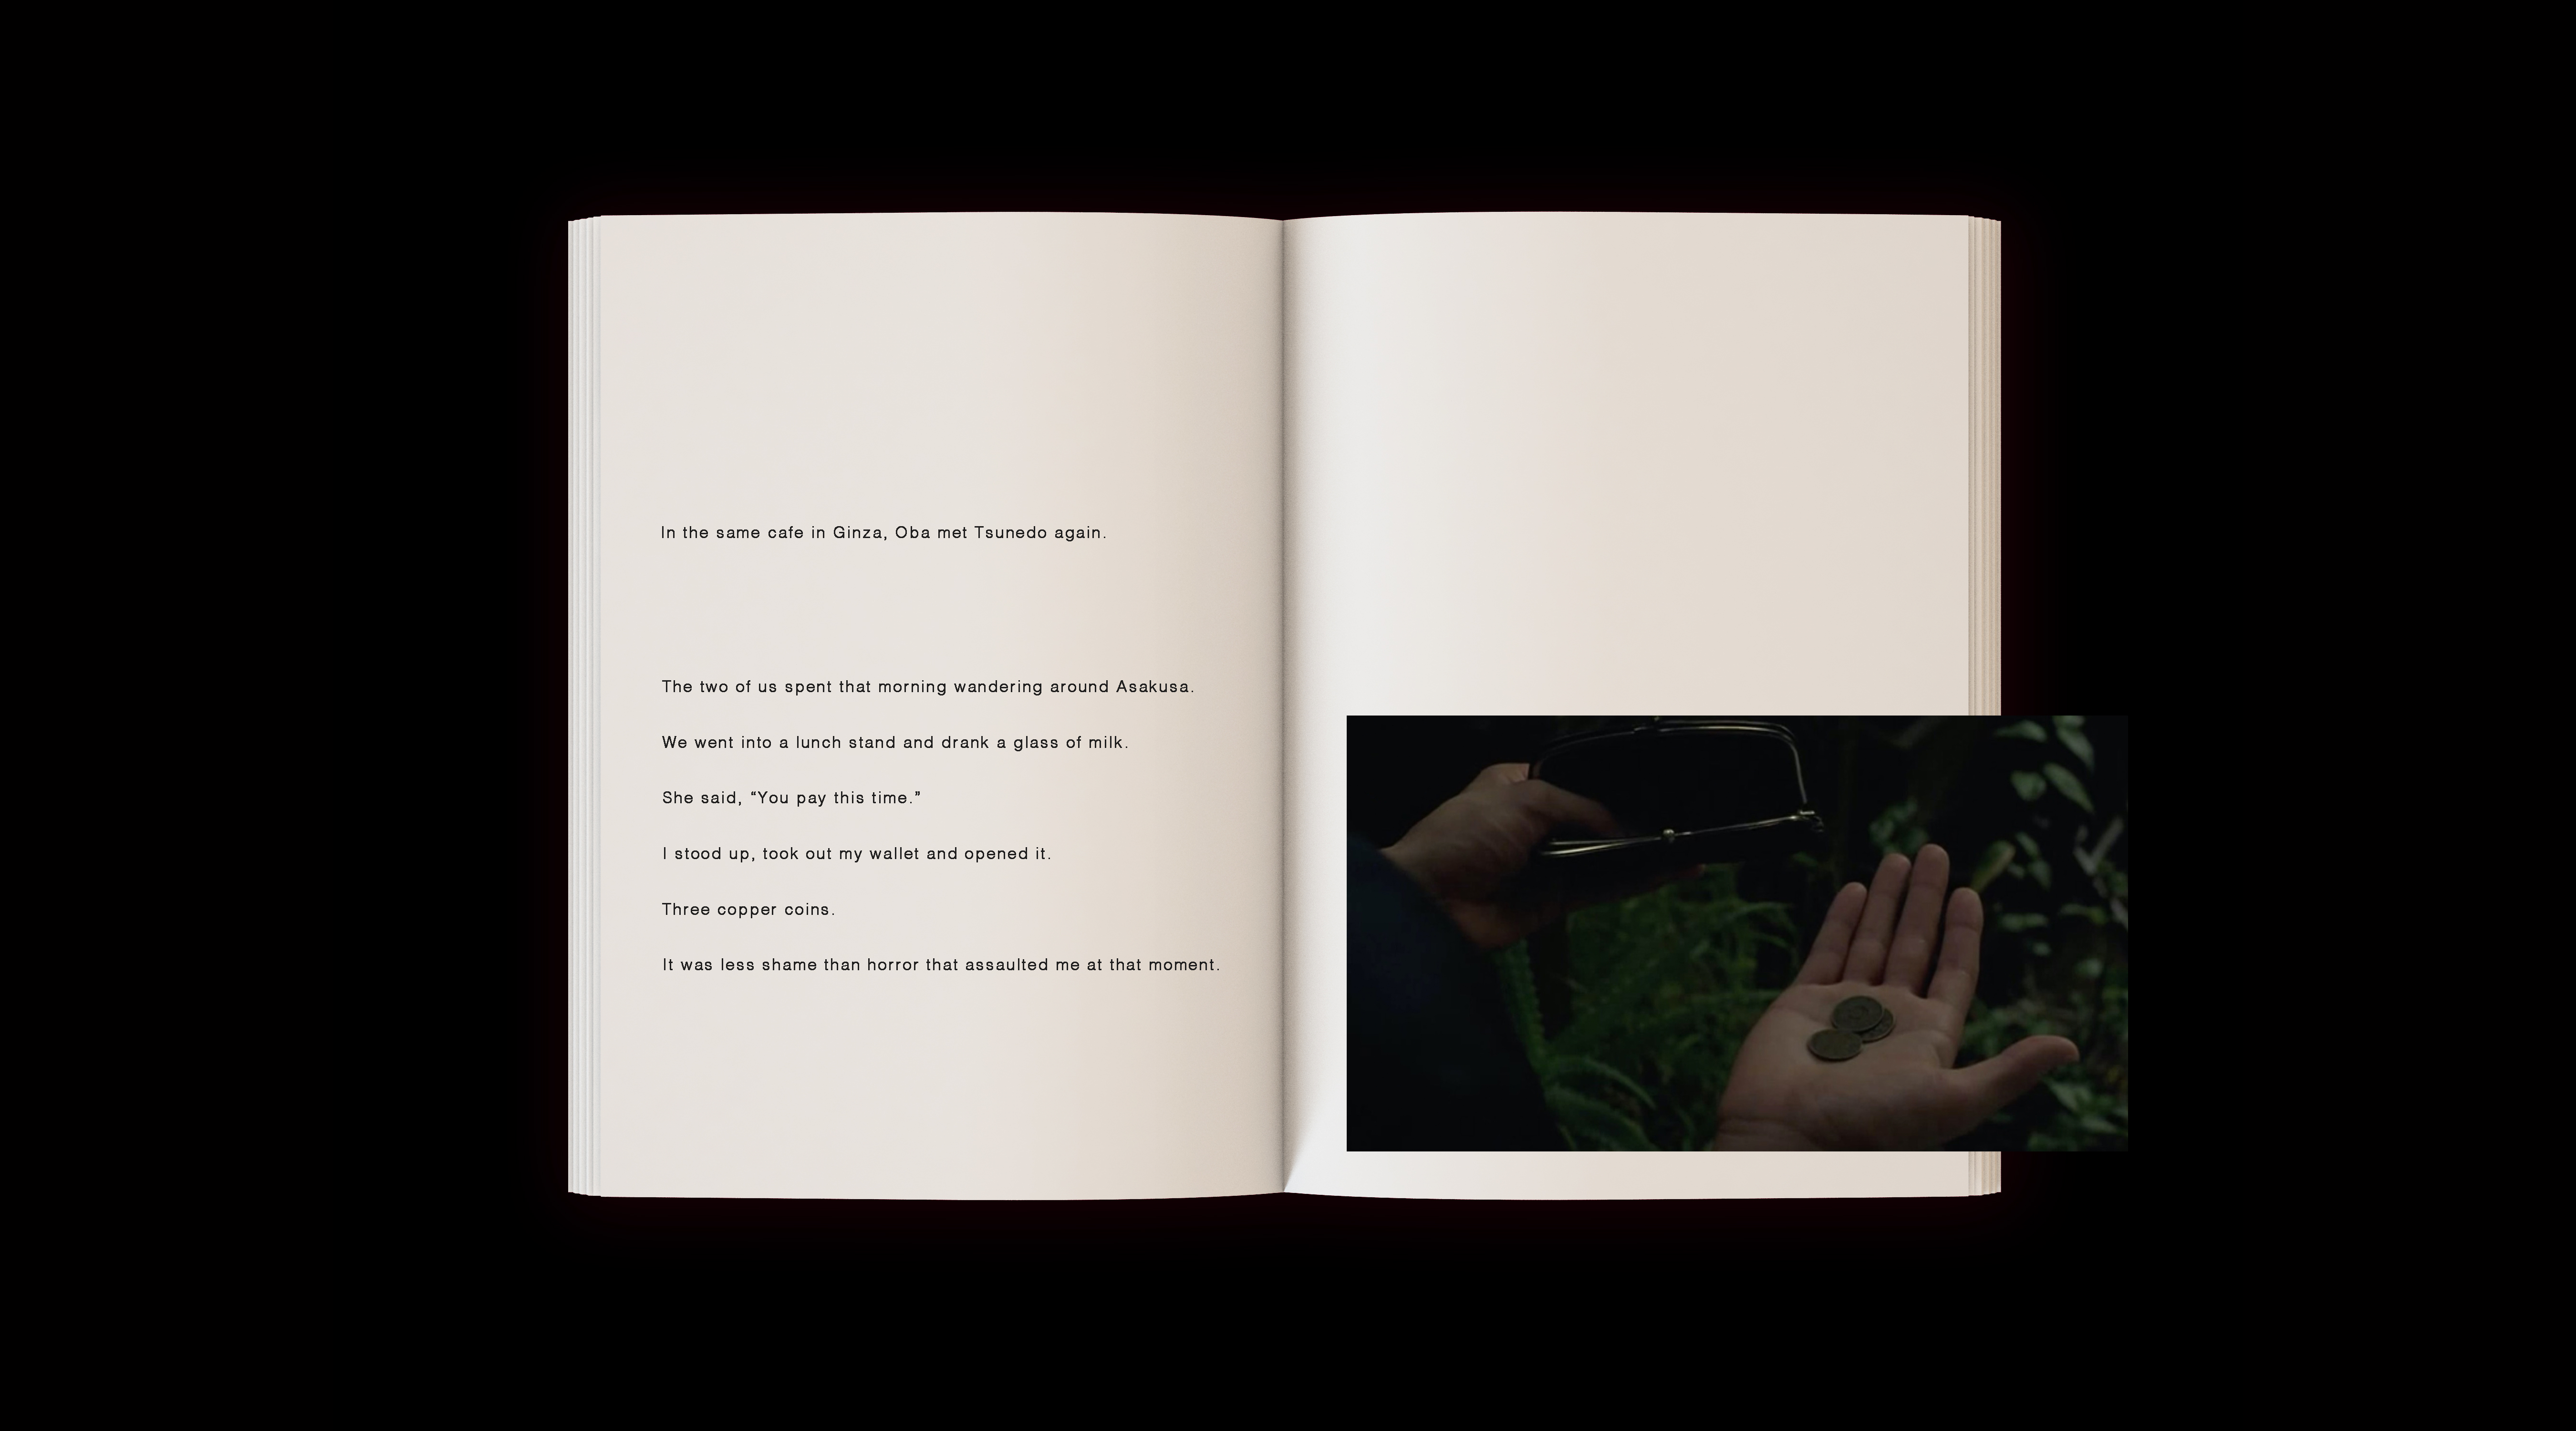 In the same cafe in Ginza, Oba met Tsunedo again.
The two of us spent that morning wandering around Asakusa.
We went into a lunch stand and drank a glass of milk.
She said, “You pay this time.”
I stood up, took out my wallet and opened it.
Three copper coins.
It was less shame than horror that assaulted me at that moment.